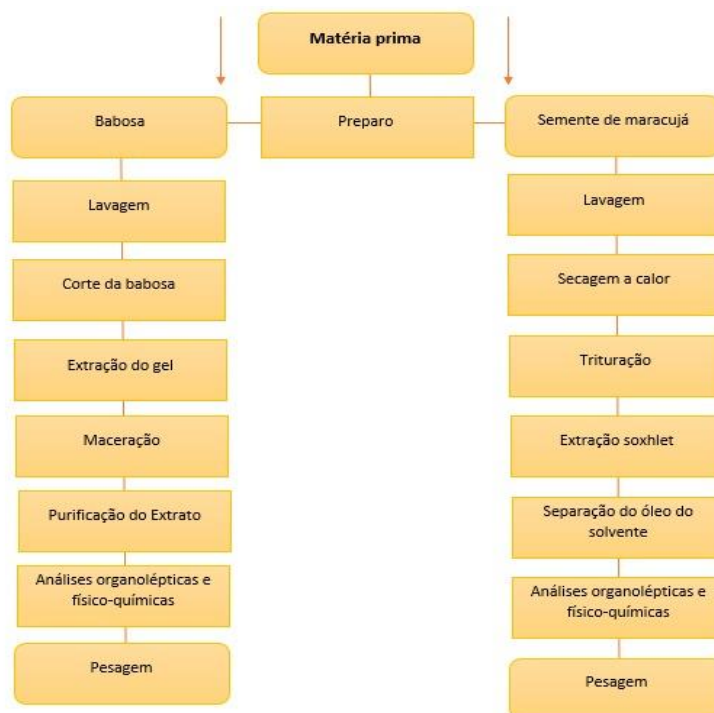 Matéria prima
Preparo
Babosa
Lavagem
Corte da babosa
Extração do gel
Maceração
Purificação do Extrato
Análises organolépticas e
físico-químicas
Pesagem
Semente de maracujá
Lavagem
Secagem a calor
Trituração
Extração soxhlet
Separação do óleo do
solvente
Análises organolépticas e
físico-químicas
Pesagem